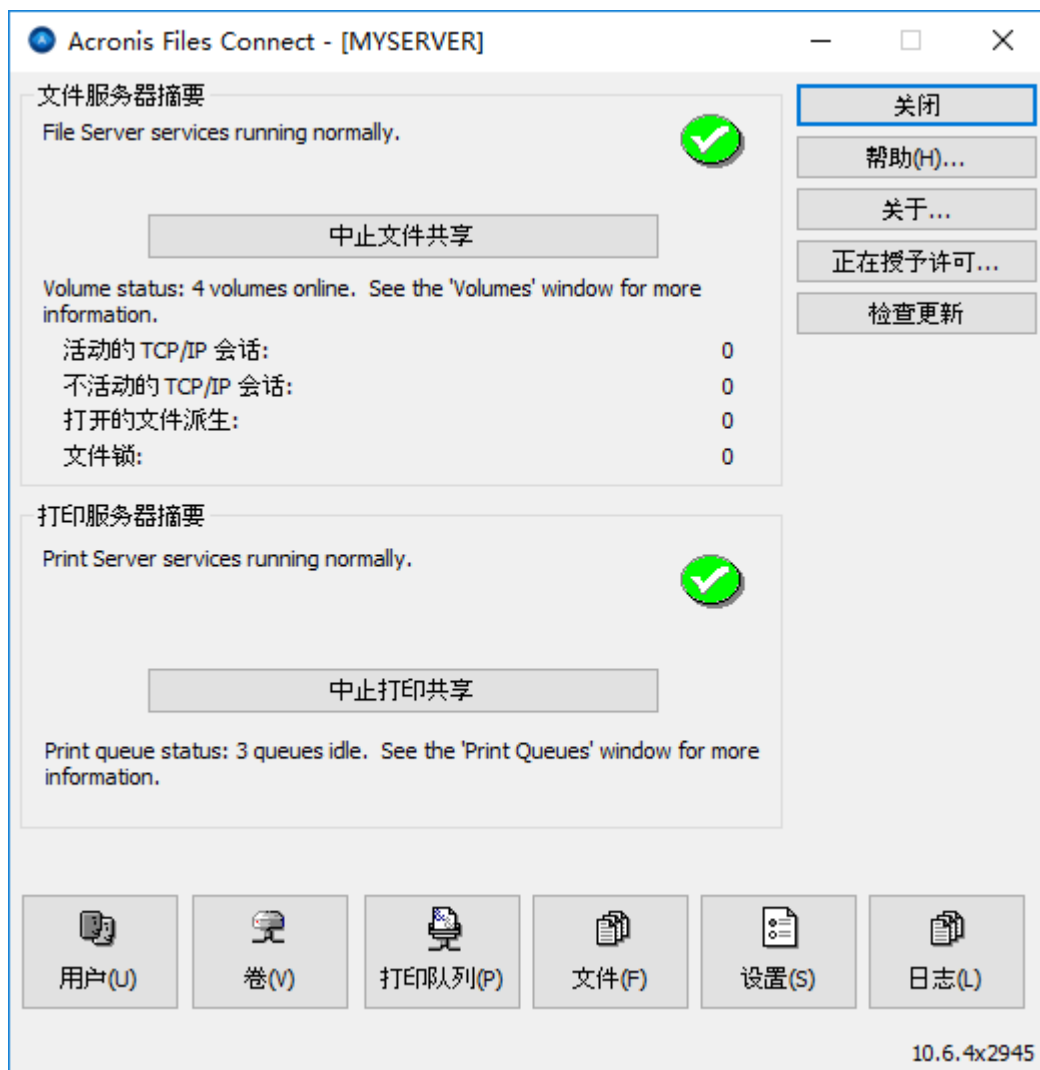 Acronis Files Connect - [MYSERVER]
文件服务器摘要
File Server services running normally.
中止文件共享
Volume status: 4 volumes online.  See the 'Volumes' window for more
information.
活动的 TCP/IP 会话: 0
不活动的 TCP/IP 会话: 0
打开的文件派生: 0
文件锁: 0
打印服务器摘要
Print Server services running normally.
中止打印共享
Print queue status: 3 queues idle.  See the 'Print Queues' window for more
information.
关闭
帮助(H)...
关于...
正在授予许可...
检查更新
用户(U)
卷(V)
打印队列(P)
文件(F)
设置(S)
日志(L)
10.6.4x2945